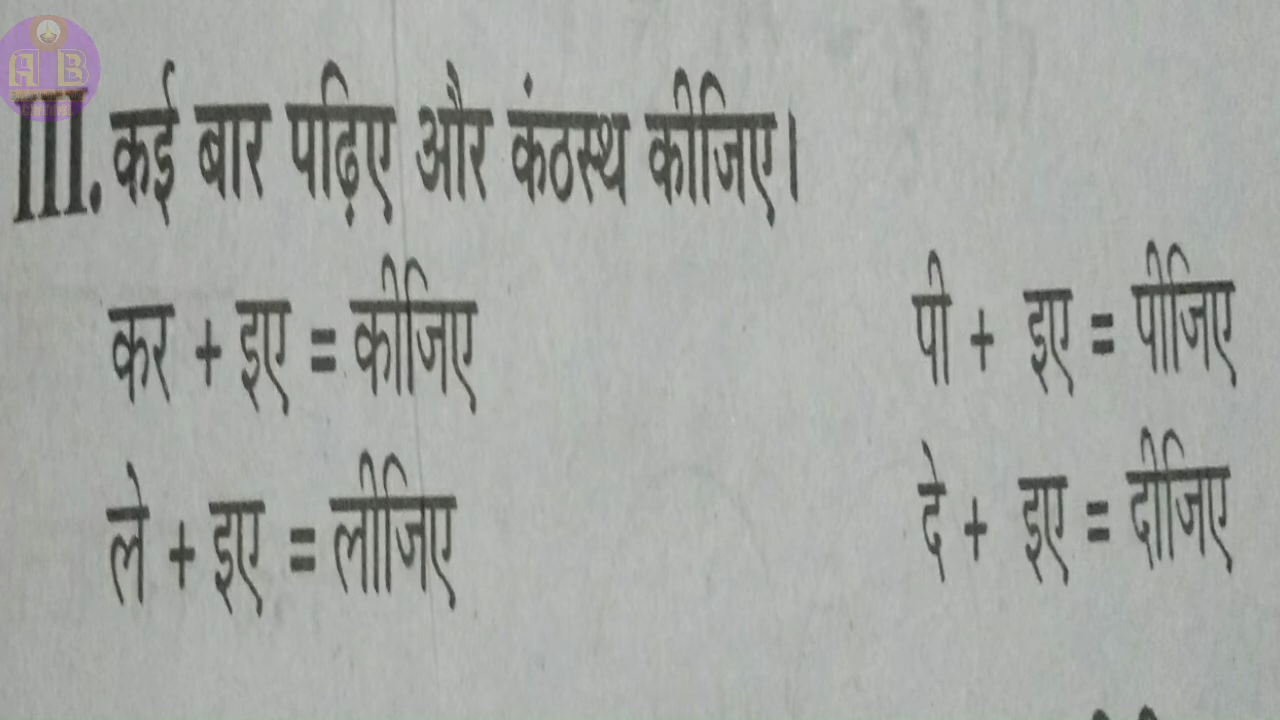 A B
III. कई बार पढ़िए और कंठस्थ कीजिए।
कर + इए = कीजिए पी + इए = पीजिए
ले + इए = लीजिए दे + इए = दीजिए